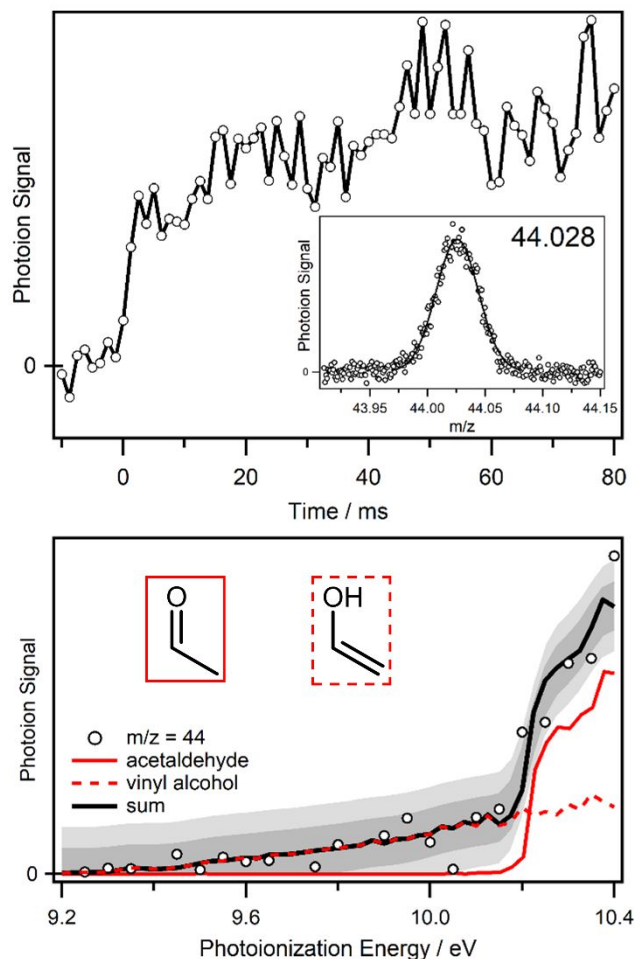 Photoion Signal
0
44.028
Photoion Signal
0
43.95 44.00 44.05 44.10 44.15
m/z
0 20 40 60 80
Time / ms
O
OH
Photoion Signal
m/z = 44
acetaldehyde
vinyl alcohol
sum
0
9.2 9.6 10.0 10.4
Photoionization Energy / eV